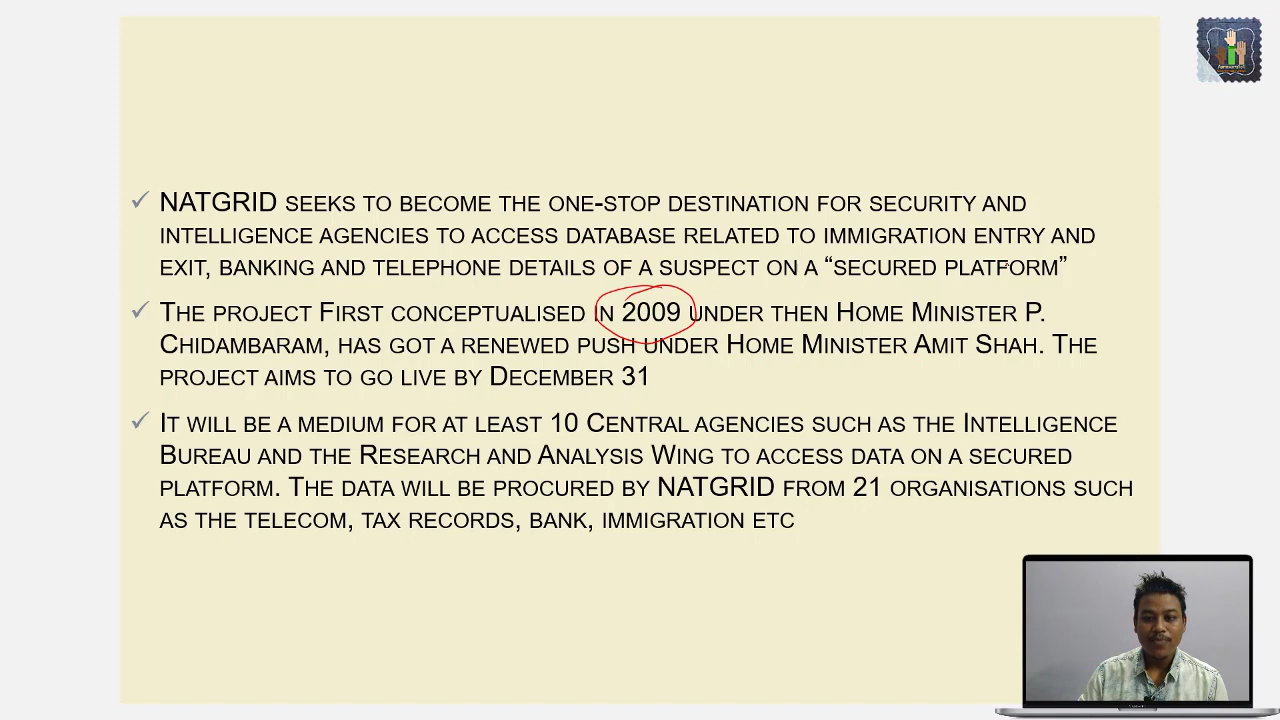 NATGRID SEEKS TO BECOME THE ONE-STOP DESTINATION FOR SECURITY AND
INTELLIGENCE AGENCIES TO ACCESS DATABASE RELATED TO IMMIGRATION ENTRY AND
EXIT, BANKING AND TELEPHONE DETAILS OF A SUSPECT ON A “SECURED PLATFORM”
THE PROJECT FIRST CONCEPTUALISED IN 2009 UNDER THEN HOME MINISTER P.
CHIDAMBARAM, HAS GOT A RENEWED PUSH UNDER HOME MINISTER AMIT SHAH. THE
PROJECT AIMS TO GO LIVE BY DECEMBER 31
IT WILL BE A MEDIUM FOR AT LEAST 10 CENTRAL AGENCIES SUCH AS THE INTELLIGENCE
BUREAU AND THE RESEARCH AND ANALYSIS WING TO ACCESS DATA ON A SECURED
PLATFORM. THE DATA WILL BE PROCURED BY NATGRID FROM 21 ORGANISATIONS SUCH
AS THE TELECOM, TAX RECORDS, BANK, IMMIGRATION ETC